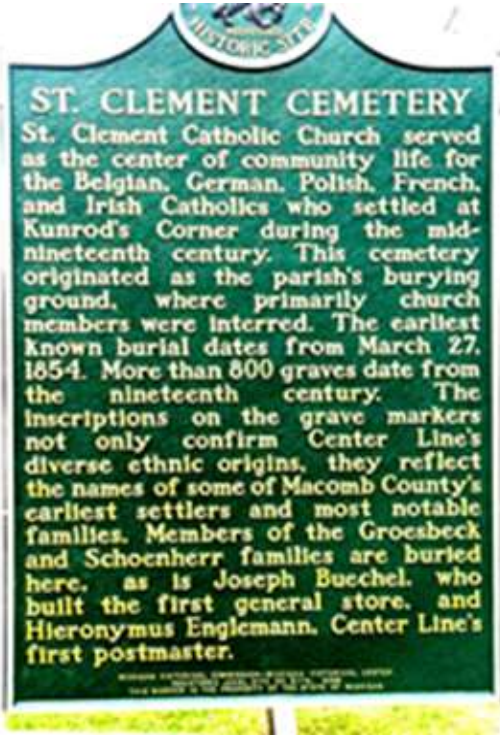 HISTORIC SITE
ST. CLEMENT CEMETERY
St. Clement Catholic Church served
as the center of community life for
the Belgian, German, Polish, French,
and Irish Catholics who settled at
Kunrod's Corner during the mid-
nineteenth century. This cemetery
originated as the parish's burying
ground, where primarily church
members were interred. The earliest
known burial dates from March 27,
1854. More than 800 graves date from
the nineteenth century. The
inscriptions on the grave markers
not only confirm Center Line's
diverse ethnic origins, they reflect
the names of some of Macomb County's
earliest settlers and most notable
families. Members of the Groesbeck
and Schoenherr families are buried
here, as is Joseph Buechel, who
built the first general store, and
Hieronymus Englemann, Center Line's
first postmaster.